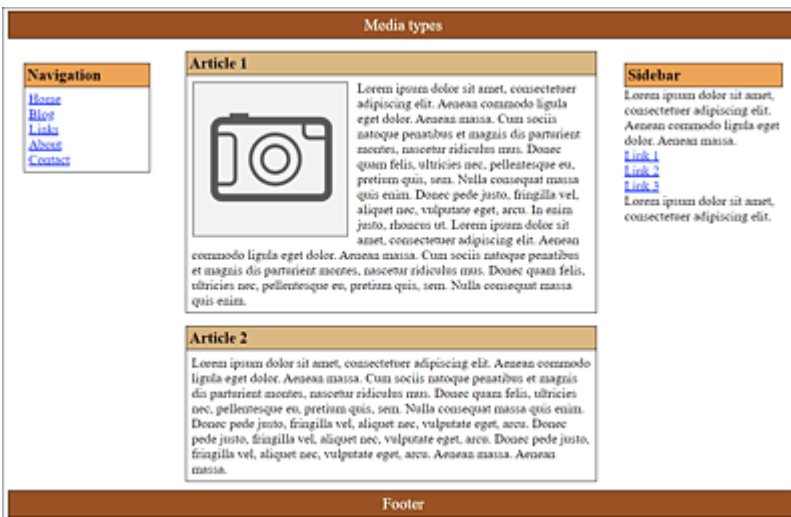 Media types
Navigation
Home
Blog
Links
About
Contact
Article 1
Lorem ipsum dolor sit amet, consectetuer
adipiscing elit. Aenean commodo ligula
eget dolor. Aenean massa. Cum sociis
natoque penatibus et magnis dis parturient
montes, nascetur ridiculus mus. Donec
quam felis, ultricies nec, pellentesque eu,
pretium quis, sem. Nulla consequat massa
quis enim. Donec pede justo, fringilla vel,
aliquet nec, vulputate eget, arcu. In enim
justo, rhoncus ut. Lorem ipsum dolor sit
amet, consectetuer adipiscing elit. Aenean
commodo ligula eget dolor. Aenean massa. Cum sociis natoque penatibus
et magnis dis parturient montes, nascetur ridiculus mus. Donec quam felis,
ultricies nec, pellentesque eu, pretium quis, sem. Nulla consequat massa
quis enim.
Article 2
Lorem ipsum dolor sit amet, consectetuer adipiscing elit. Aenean commodo
ligula eget dolor. Aenean massa. Cum sociis natoque penatibus et magnis
dis parturient montes, nascetur ridiculus mus. Donec quam felis, ultricies
nec, pellentesque eu, pretium quis, sem. Nulla consequat massa quis enim.
Donec pede justo, fringilla vel, aliquet nec, vulputate eget, arcu. Donec
pede justo, fringilla vel, aliquet nec, vulputate eget, arcu. Donec pede justo,
fringilla vel, aliquet nec, vulputate eget, arcu. Aenean massa. Aenean
massa.
Sidebar
Lorem ipsum dolor sit amet,
consectetuer adipiscing elit.
Aenean commodo ligula eget
dolor. Aenean massa.
Link 1
Link 2
Link 3
Lorem ipsum dolor sit amet,
consectetuer adipiscing elit.
Footer